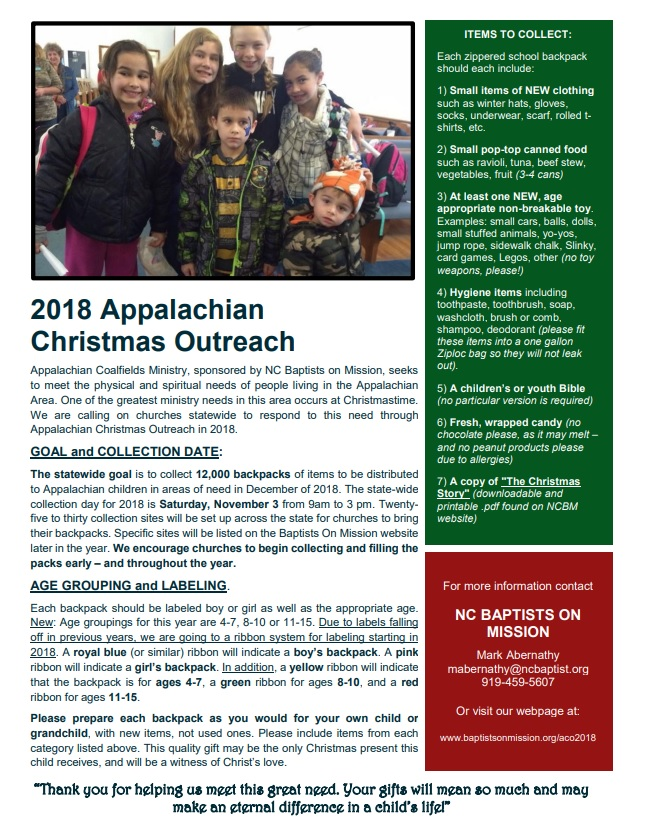 2018 Appalachian
Christmas Outreach
Appalachian Coalfields Ministry, sponsored by NC Baptists on Mission, seeks
to meet the physical and spiritual needs of people living in the Appalachian
Area. One of the greatest ministry needs in this area occurs at Christmastime.
We are calling on churches statewide to respond to this need through
Appalachian Christmas Outreach in 2018.
GOAL and COLLECTION DATE:
The statewide goal is to collect 12,000 backpacks of items to be distributed
to Appalachian children in areas of need in December of 2018. The state-wide
collection day for 2018 is Saturday, November 3 from 9am to 3 pm. Twenty-
five to thirty collection sites will be set up across the state for churches to bring
their backpacks. Specific sites will be listed on the Baptists On Mission website
later in the year. We encourage churches to begin collecting and filling the
packs early – and throughout the year.
AGE GROUPING and LABELING.
Each backpack should be labeled boy or girl as well as the appropriate age.
New: Age groupings for this year are 4-7, 8-10 or 11-15. Due to labels falling
off in previous years, we are going to a ribbon system for labeling starting in
2018. A royal blue (or similar) ribbon will indicate a boy's backpack. A pink
ribbon will indicate a girl's backpack. In addition, a yellow ribbon will indicate
that the backpack is for ages 4-7, a green ribbon for ages 8-10, and a red
ribbon for ages 11-15.
Please prepare each backpack as you would for your own child or
grandchild, with new items, not used ones. Please include items from each
category listed above. This quality gift may be the only Christmas present this
child receives, and will be a witness of Christ's love.
ITEMS TO COLLECT:
Each zippered school backpack
should each include:
1) Small items of NEW clothing
such as winter hats, gloves,
socks, underwear, scarf, rolled t-
shirts, etc.
2) Small pop-top canned food
such as ravioli, tuna, beef stew,
vegetables, fruit (3-4 cans)
3) At least one NEW, age
appropriate non-breakable toy.
Examples: small cars, balls, dolls,
small stuffed animals, yo-yos,
jump rope, sidewalk chalk, Slinky,
card games, Legos, other (no toy
weapons, please!)
4) Hygiene items including
toothpaste, toothbrush, soap,
washcloth, brush or comb,
shampoo, deodorant (please fit
these items into a one gallon
Ziploc bag so they will not leak
out).
5) A children's or youth Bible
(no particular version is required)
6) Fresh, wrapped candy (no
chocolate please, as it may melt –
and no peanut products please
due to allergies)
7) A copy of "The Christmas
Story" (downloadable and
printable .pdf found on NCBM
website)
For more information contact
NC BAPTISTS ON
MISSION
Mark Abernathy
mabernathy@ncbaptist.org
919-459-5607
Or visit our webpage at:
www.baptistsonmission.org/aco2018
"Thank you for helping us meet this great need. Your gifts will mean so much and may
make an eternal difference in a child's life!"